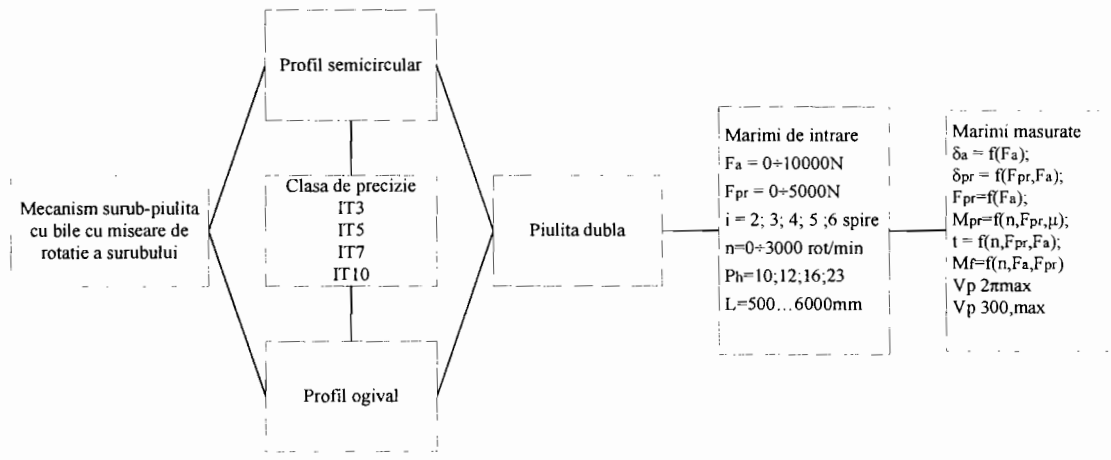 Profil semicircular
Mecanism surub-piulita
cu bile cu miscare de
rotatie a surubului
Clasa de precizie
IT3
IT5
IT7
IT10
Profil ogival
Piulita dubla
Marimi de intrare
Fa = 0÷10000N
Fpr = 0÷5000N
i = 2; 3; 4; 5 ;6 spire
n=0÷3000 rot/min
Ph=10;12;16;23
L=500…6000mm
Marimi masurate
δa = f(Fa);
δpr = f(Fpr,Fa);
Fpr=f(Fa);
Mpr=f(n,Fpr,μ);
t = f(n,Fpr,Fa);
Mf=f(n,Fa,Fpr)
Vp 2πmax
Vp 300,max